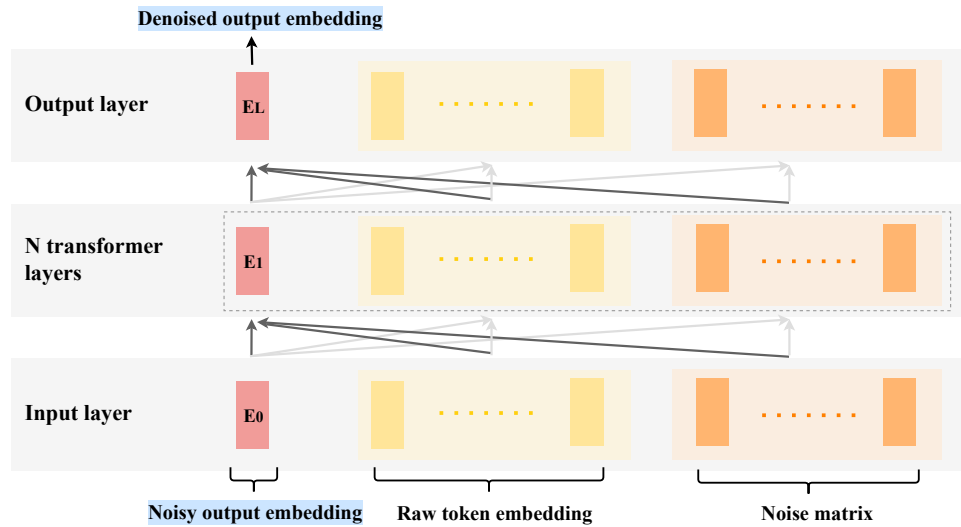 Denoised output embedding
Output layer
EL
N transformer
layers
E1
Input layer
E0
Noisy output embedding
Raw token embedding
Noise matrix